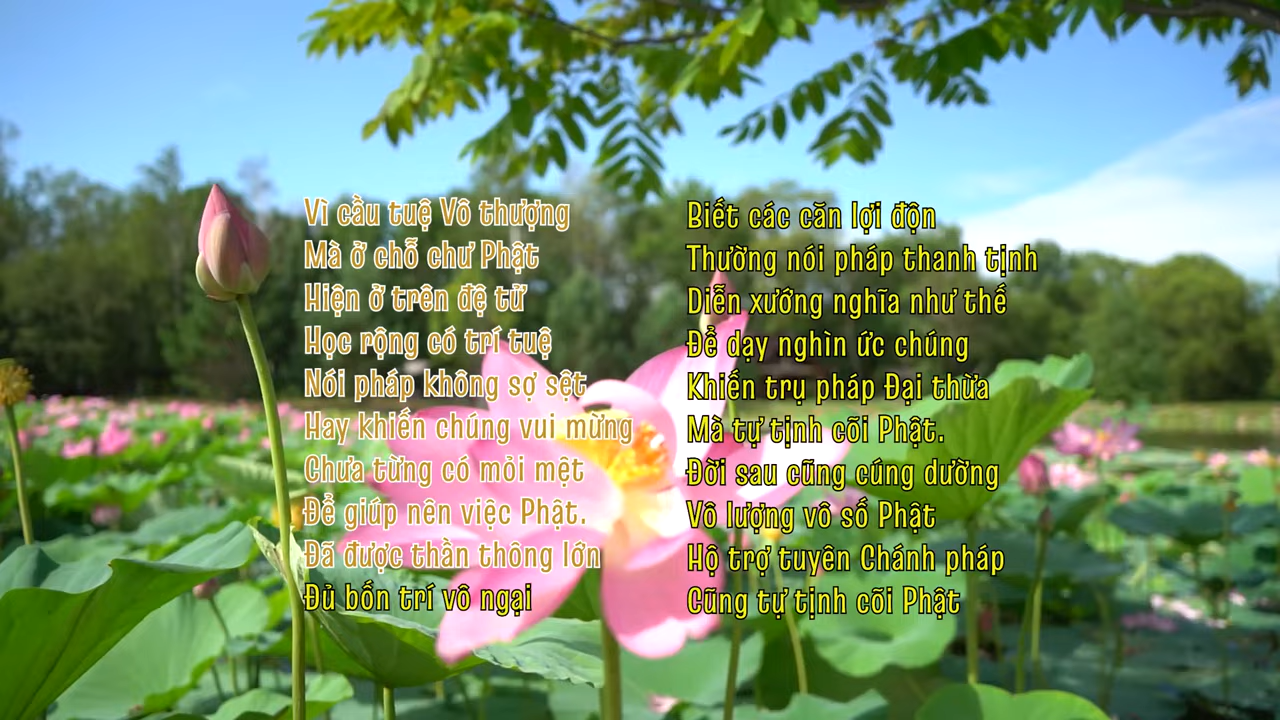 Vì cầu tuệ Vô thượng
Mà ở chỗ chư Phật
Hiện ở trên đệ tử
Học rộng có trí tuệ
Nói pháp không sợ sệt
Hay khiến chúng vui mừng
Chưa từng có mỏi mệt
Để giúp nên việc Phật.
Đã được thần thông lớn
Đủ bốn trí vô ngại
Biết các căn lợi độn
Thường nói pháp thanh tịnh
Diễn xướng nghĩa như thế
Để dạy nghìn ức chúng
Khiến trụ pháp Đại thừa
Mà tự tịnh cõi Phật.
Đời sau cũng cúng dường
Vô lượng vô số Phật
Hộ trợ tuyên Chánh pháp
Cũng tự tịnh cõi Phật